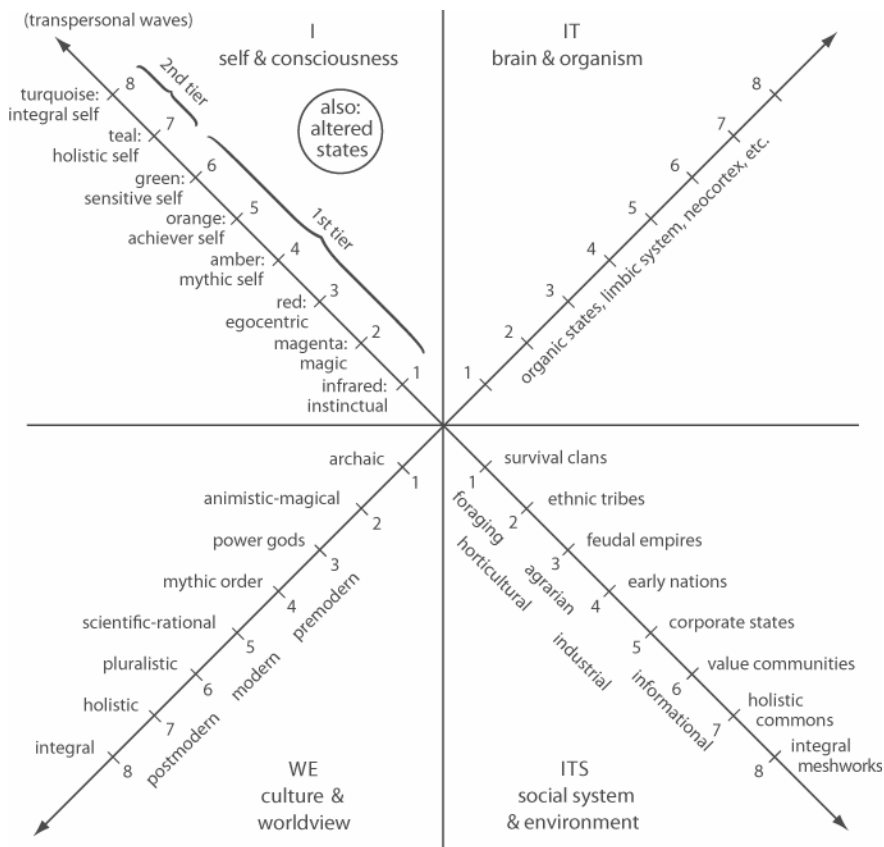 (transpersonal waves)
I
self & consciousness
also:
altered
states
2nd tier
1st tier
8
turquoise:
integral self
7
teal:
holistic self
6
green:
sensitive self
5
orange:
achiever self
4
amber:
mythic self
3
red:
egocentric
2
magenta:
magic
1
infrared:
instinctual
IT
brain & organism
8
7
6
5
4
3
2
1
organic states, limbic system, neocortex, etc.
archaic
1
animistic-magical
2
power gods
3
mythic order
4
scientific-rational
5
pluralistic
6
holistic
7
integral
8
premodern
modern
postmodern
WE
culture &
worldview
survival clans
1
ethnic tribes
2
feudal empires
3
early nations
4
corporate states
5
value communities
6
holistic
commons
7
integral
meshworks
8
foraging
horticultural
agrarian
industrial
informational
ITS
social system
& environment